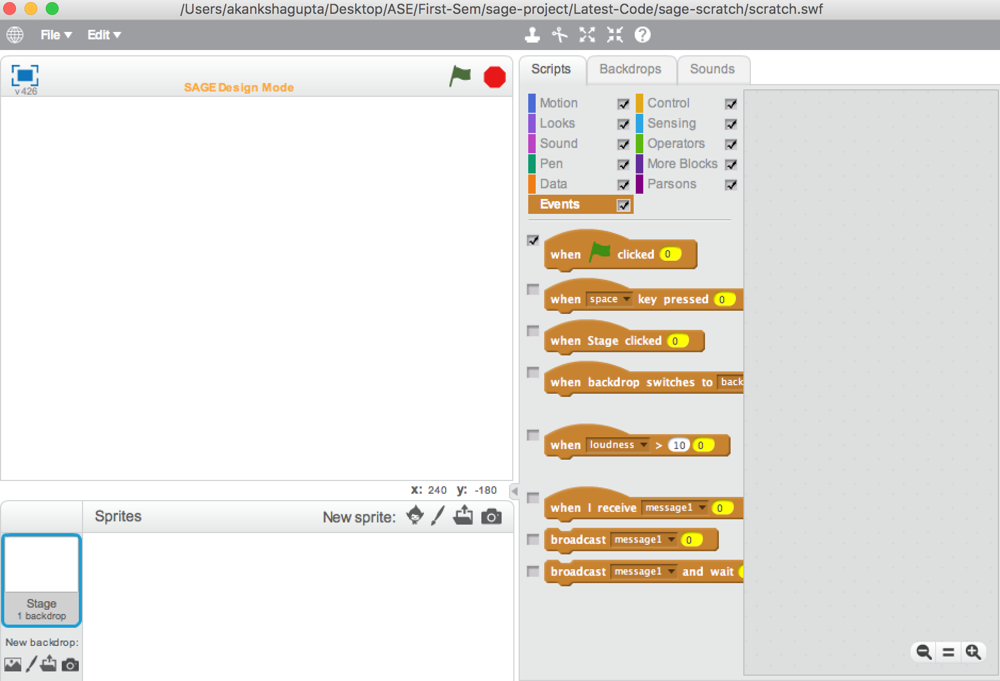 /Users/akankshagupta/Desktop/ASE/First-Sem/sage-project/Latest-Code/sage-scratch/scratch.swf
File Edit
v426
SAGE Design Mode
Scripts Backdrops Sounds
Motion Control
Looks Sensing
Sound Operators
Pen More Blocks
Data Parsons
Events
when clicked 0
when space key pressed 0
when Stage clicked 0
when backdrop switches to back
when loudness > 10 0
when I receive message1 0
broadcast message1 0
broadcast message1 and wait
x: 240 y: -180
Sprites New sprite:
Stage
1 backdrop
New backdrop: